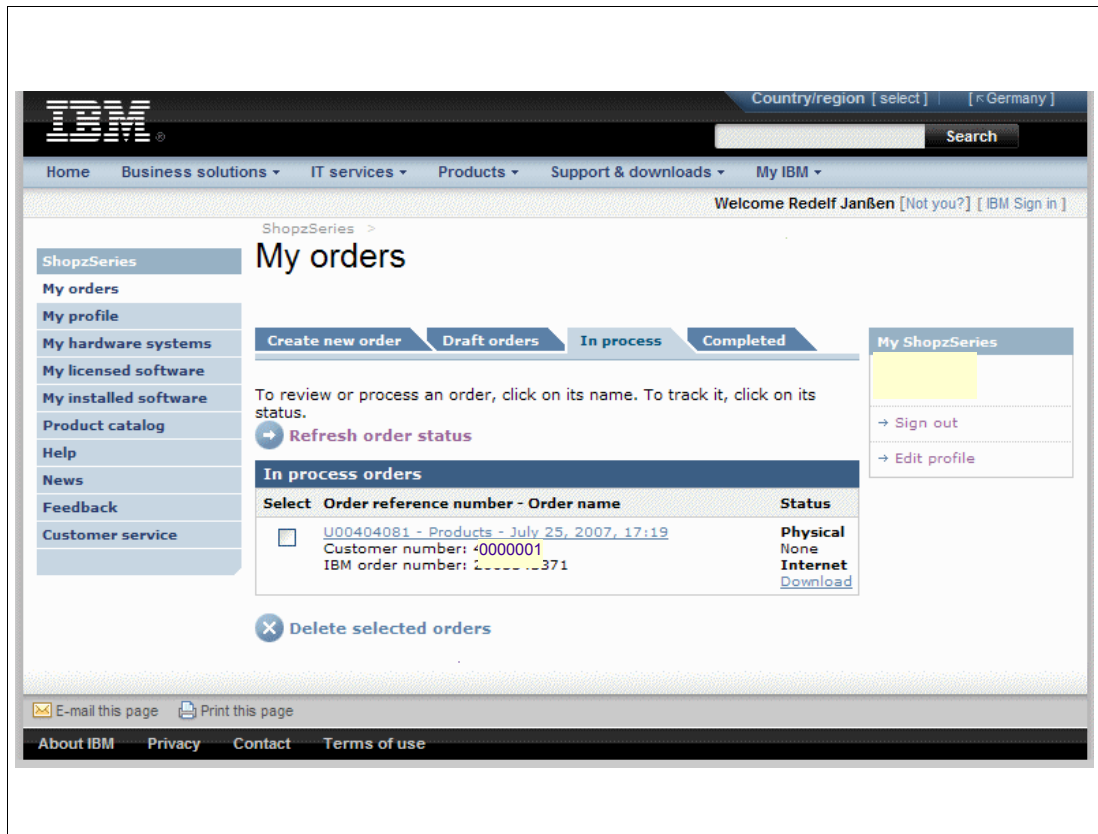 Country/region [ select ] [ Germany ]
IBM ®
Search
Home Business solutions IT services Products Support & downloads My IBM
Welcome Redelf Janßen [Not you?] [ IBM Sign in ]
ShopzSeries >
My orders
ShopzSeries
My orders
My profile
My hardware systems
My licensed software
My installed software
Product catalog
Help
News
Feedback
Customer service
Create new order Draft orders In process Completed
To review or process an order, click on its name. To track it, click on its
status.
Refresh order status
In process orders
Select Order reference number - Order name Status
U00404081 - Products - July 25, 2007, 17:19 Physical
Customer number: 0000001 None
IBM order number: 371 Internet
Download
Delete selected orders
My ShopzSeries
→ Sign out
→ Edit profile
E-mail this page Print this page
About IBM Privacy Contact Terms of use